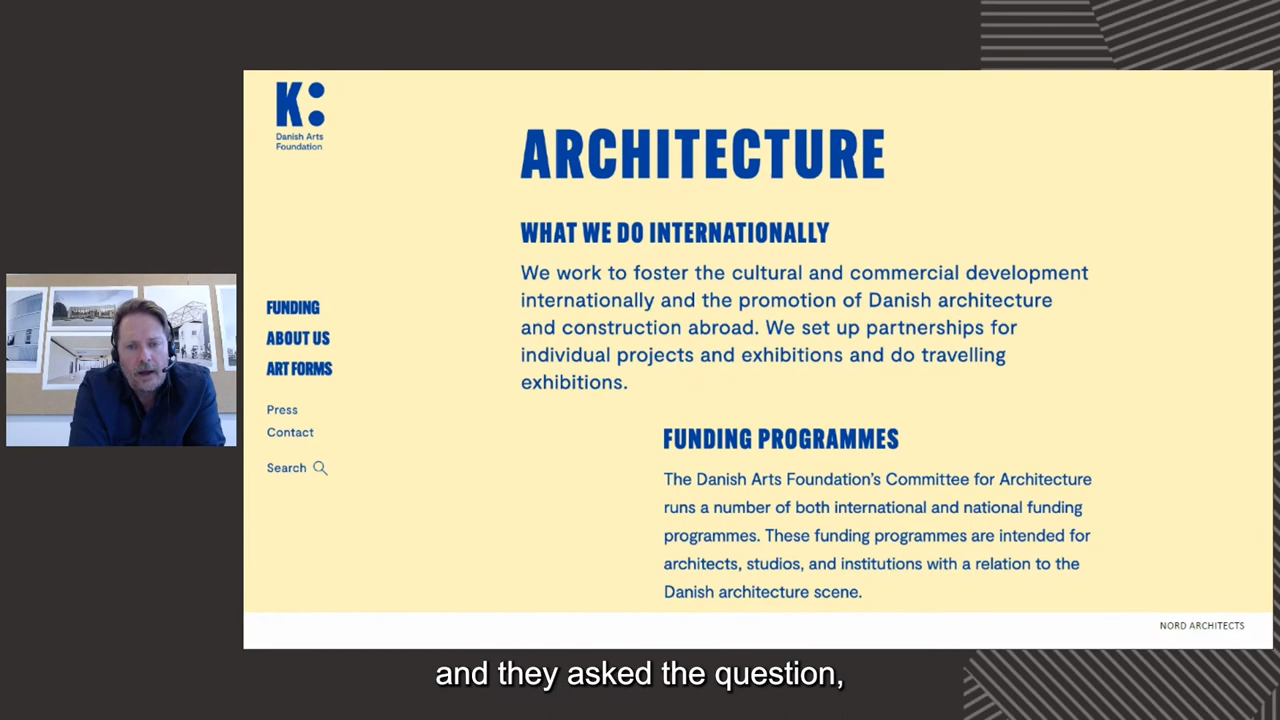 K:
Danish Arts
Foundation
FUNDING
ABOUT US
ART FORMS
Press
Contact
Search
ARCHITECTURE
WHAT WE DO INTERNATIONALLY
We work to foster the cultural and commercial development
internationally and the promotion of Danish architecture
and construction abroad. We set up partnerships for
individual projects and exhibitions and do travelling
exhibitions.
FUNDING PROGRAMMES
The Danish Arts Foundation’s Committee for Architecture
runs a number of both international and national funding
programmes. These funding programmes are intended for
architects, studios, and institutions with a relation to the
Danish architecture scene.
NORD ARCHITECTS
and they asked the question,